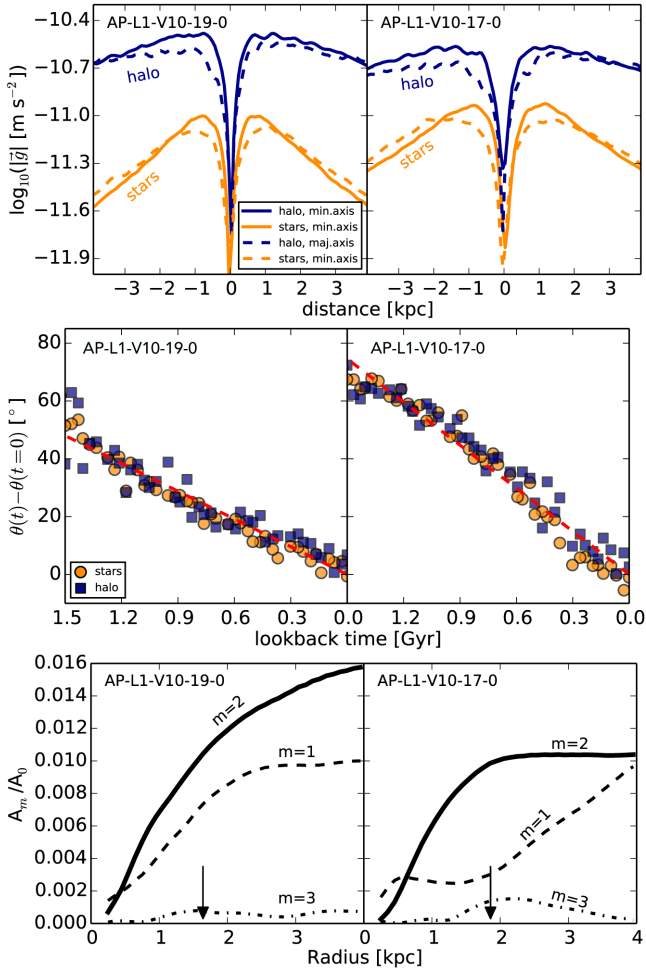 AP-L1-V10-19-0
AP-L1-V10-17-0
−10.4
−10.7
−11.0
−11.3
−11.6
−11.9
log₁₀(|g⃗|) [m s⁻²])
halo
stars
halo
stars
halo, min.axis
stars, min.axis
halo, maj.axis
stars, min.axis
−3 −2 −1 0 1 2 3
−3 −2 −1 0 1 2 3
distance [kpc]
AP-L1-V10-19-0
AP-L1-V10-17-0
80
60
40
20
0
θ(t)−θ(t=0) [°]
stars
halo
1.5 1.2 0.9 0.6 0.3 0.0
1.2 0.9 0.6 0.3 0.0
lookback time [Gyr]
0.016
0.014
0.012
0.010
0.008
0.006
0.004
0.002
0.000
Aₘ/A₀
AP-L1-V10-19-0
AP-L1-V10-17-0
m=2
m=1
m=3
m=2
m=1
m=3
0 1 2 3
0 1 2 3 4
Radius [kpc]